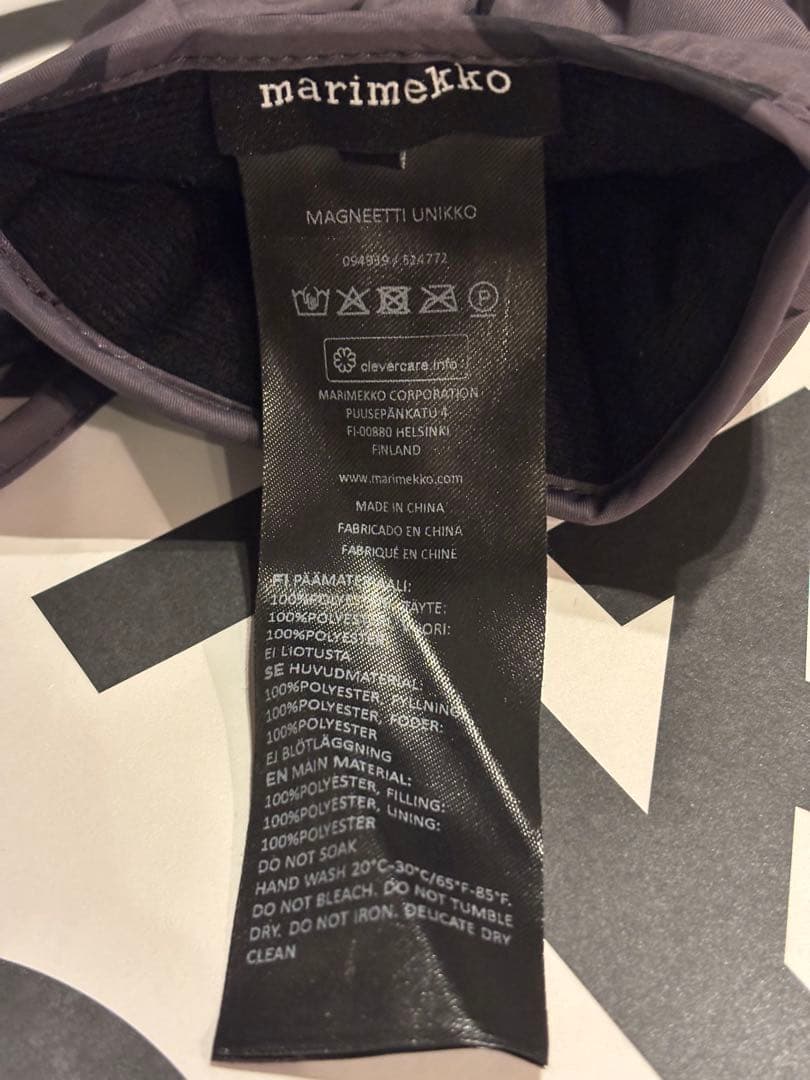 marimekko
MAGNEETTI UNIKKO
094999 / 524772
P
clevercare.info
MARIMEKKO CORPORATION
PUUSEPÄNKATU 4
FI-00880 HELSINKI
FINLAND
www.marimekko.com
MADE IN CHINA
FABRICADO EN CHINA
FABRIQUÉ EN CHINE
FI PÄÄMATERIAALI:
100%POLYESTER, TÄYTE:
100%POLYESTER, VUORI:
100%POLYESTER
EI LIOTUSTA
SE HUVUDMATERIAL:
100%POLYESTER, FYLLNING:
100%POLYESTER, FODER:
100%POLYESTER
EJ BLÖTLÄGGNING
EN MAIN MATERIAL:
100%POLYESTER, FILLING:
100%POLYESTER, LINING:
100%POLYESTER
DO NOT SOAK
HAND WASH 20°C-30°C/65°F-85°F.
DO NOT BLEACH. DO NOT TUMBLE
DRY. DO NOT IRON. DELICATE DRY
CLEAN